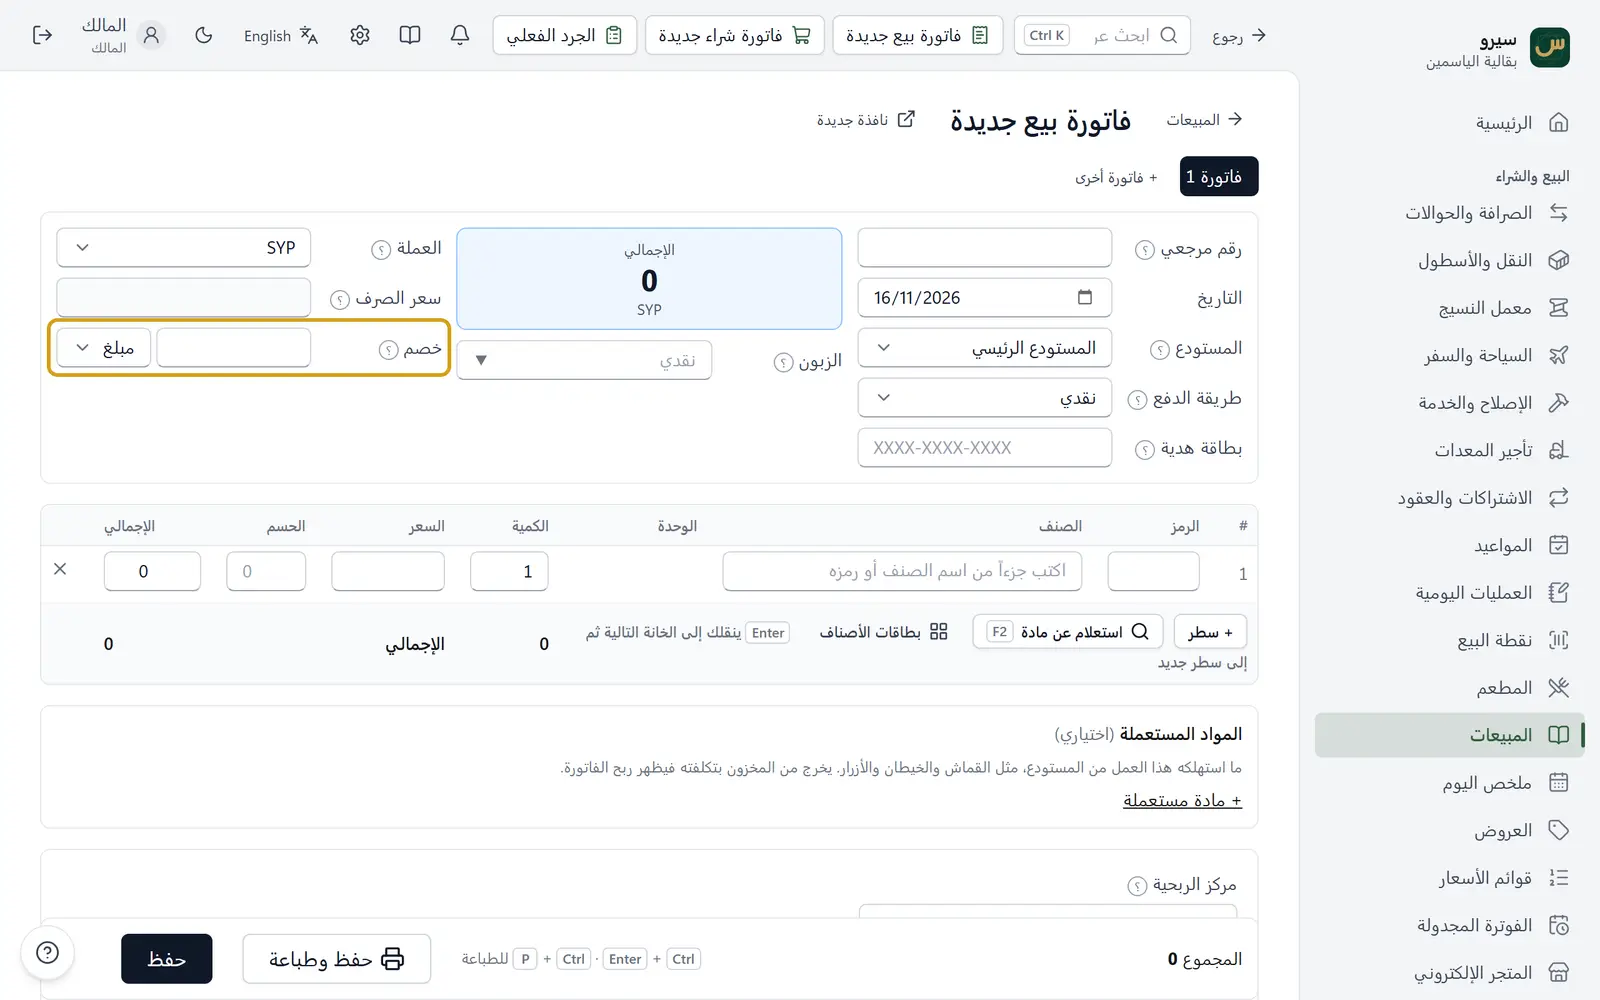 سيرو
بقالية الياسمين
رجوع
ابحث عن
Ctrl K
فاتورة بيع جديدة
فاتورة شراء جديدة
الجرد الفعلي
English
المالك
المالك
الرئيسية
البيع والشراء
الصرافة والحوالات
النقل والأسطول
معمل النسيج
السياحة والسفر
الإصلاح والخدمة
تأجير المعدات
الاشتراكات والعقود
المواعيد
العمليات اليومية
نقطة البيع
المطعم
المبيعات
ملخص اليوم
العروض
قوائم الأسعار
الفوترة المجدولة
المتجر الإلكتروني
المبيعات
فاتورة بيع جديدة
نافذة جديدة
فاتورة 1
+ فاتورة أخرى
رقم مرجعي ؟
التاريخ
16/11/2026
المستودع ؟
المستودع الرئيسي
طريقة الدفع ؟
نقدي
بطاقة هدية ؟
XXXX-XXXX-XXXX
الإجمالي
0
SYP
الزبون ؟
نقدي
العملة ؟
SYP
سعر الصرف ؟
خصم ؟
مبلغ
# الرمز الصنف الوحدة الكمية السعر الحسم الإجمالي
1 اكتب جزءاً من اسم الصنف أو رمزه 1 0 0
+ سطر
استعلام عن مادة F2
بطاقات الأصناف
Enter ينقلك إلى الخانة التالية ثم
إلى سطر جديد
0 الإجمالي 0
المواد المستعملة (اختياري)
ما استهلكه هذا العمل من المستودع، مثل القماش والخيطان والأزرار. يخرج من المخزون بتكلفته فيظهر ربح الفاتورة.
+ مادة مستعملة
مركز الربحية ؟
المجموع 0
Ctrl + Enter · Ctrl + P للطباعة
حفظ وطباعة
حفظ